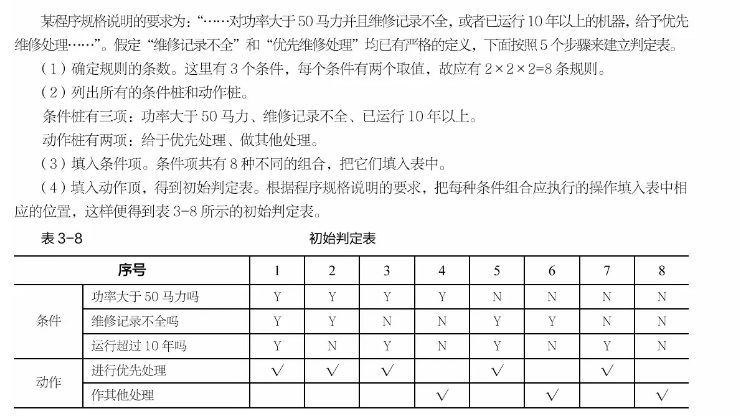 某程序规格说明的要求为：“……对功率大于 50 马力并且维修记录不全，或者已运行 10 年以上的机器，给予优先
维修处理……”。假定“维修记录不全”和“优先维修处理”均已有严格的定义，下面按照 5 个步骤来建立判定表。
（1）确定规则的条数。这里有 3 个条件，每个条件有两个取值，故应有 2×2×2=8 条规则。
（2）列出所有的条件桩和动作桩。
条件桩有三项：功率大于 50 马力、维修记录不全、已运行 10 年以上。
动作桩有两项：给于优先处理、做其他处理。
（3）填入条件项。条件项共有 8 种不同的组合，把它们填入表中。
（4）填入动作顶，得到初始判定表。根据程序规格说明的要求，把每种条件组合应执行的操作填入表中相
应的位置，这样便得到表 3-8 所示的初始判定表。
表 3-8 初始判定表
序号 1 2 3 4 5 6 7 8
条件 功率大于 50 马力吗 Y Y Y Y N N N N
维修记录不全吗 Y Y N N Y Y N N
运行超过 10 年吗 Y N Y N Y N Y N
动作 进行优先处理 √ √ √ √ √
作其他处理 √ √ √